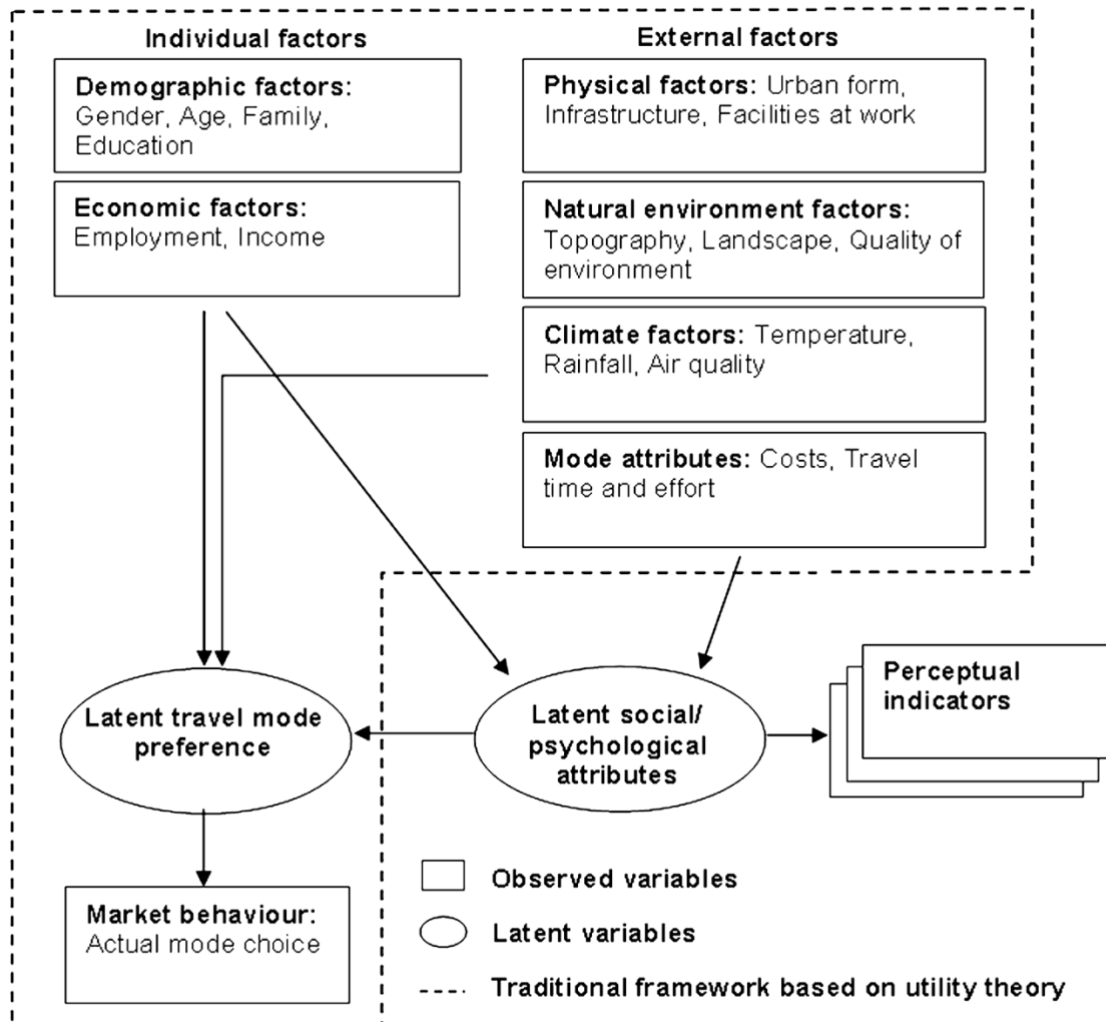 Individual factors
Demographic factors:
Gender, Age, Family,
Education
Economic factors:
Employment, Income
External factors
Physical factors: Urban form,
Infrastructure, Facilities at work
Natural environment factors:
Topography, Landscape, Quality of
environment
Climate factors: Temperature,
Rainfall, Air quality
Mode attributes: Costs, Travel
time and effort
Latent travel mode
preference
Latent social/
psychological
attributes
Perceptual
indicators
Market behaviour:
Actual mode choice
Observed variables
Latent variables
Traditional framework based on utility theory